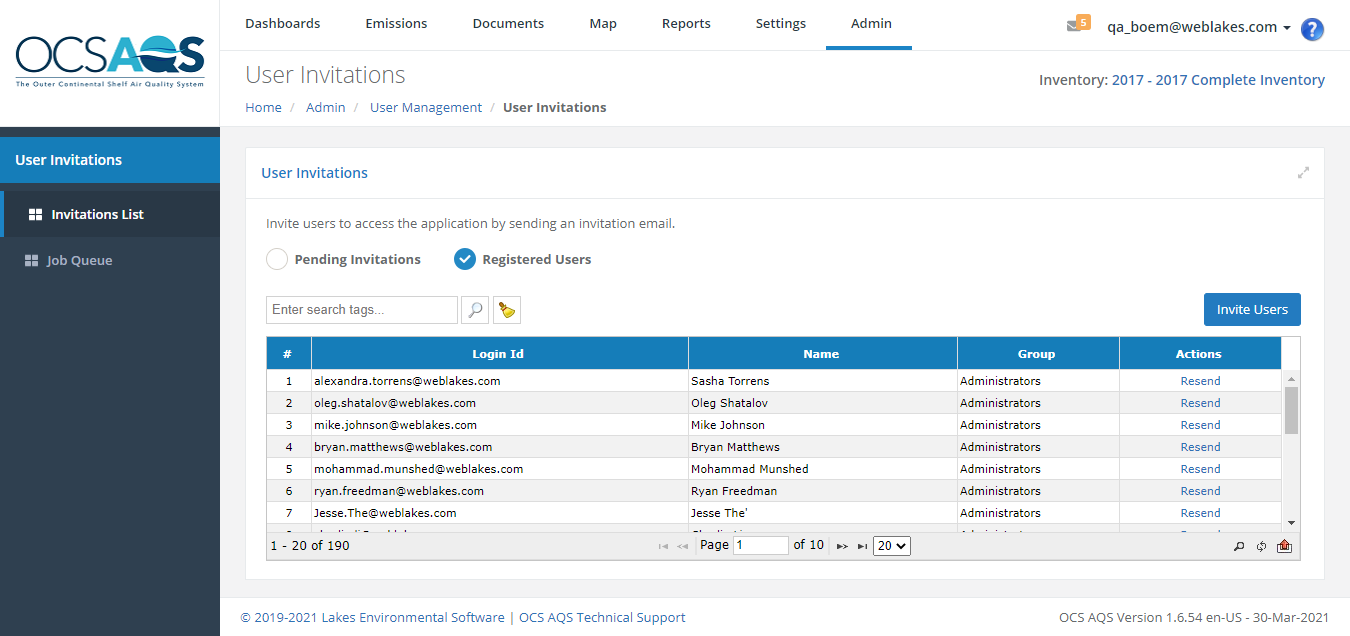 OCSAQS
The Outer Continental Shelf Air Quality System
Dashboards Emissions Documents Map Reports Settings Admin
5 qa_boem@weblakes.com ?
User Invitations
Inventory: 2017 - 2017 Complete Inventory
Home / Admin / User Management / User Invitations
User Invitations
Invitations List
Job Queue
User Invitations
Invite users to access the application by sending an invitation email.
Pending Invitations Registered Users
Enter search tags... Invite Users
# Login Id Name Group Actions
1 alexandra.torrens@weblakes.com Sasha Torrens Administrators Resend
2 oleg.shatalov@weblakes.com Oleg Shatalov Administrators Resend
3 mike.johnson@weblakes.com Mike Johnson Administrators Resend
4 bryan.matthews@weblakes.com Bryan Matthews Administrators Resend
5 mohammad.munshed@weblakes.com Mohammad Munshed Administrators Resend
6 ryan.freedman@weblakes.com Ryan Freedman Administrators Resend
7 Jesse.The@weblakes.com Jesse The' Administrators Resend
1 - 20 of 190 Page 1 of 10 20
© 2019-2021 Lakes Environmental Software | OCS AQS Technical Support
OCS AQS Version 1.6.54 en-US - 30-Mar-2021